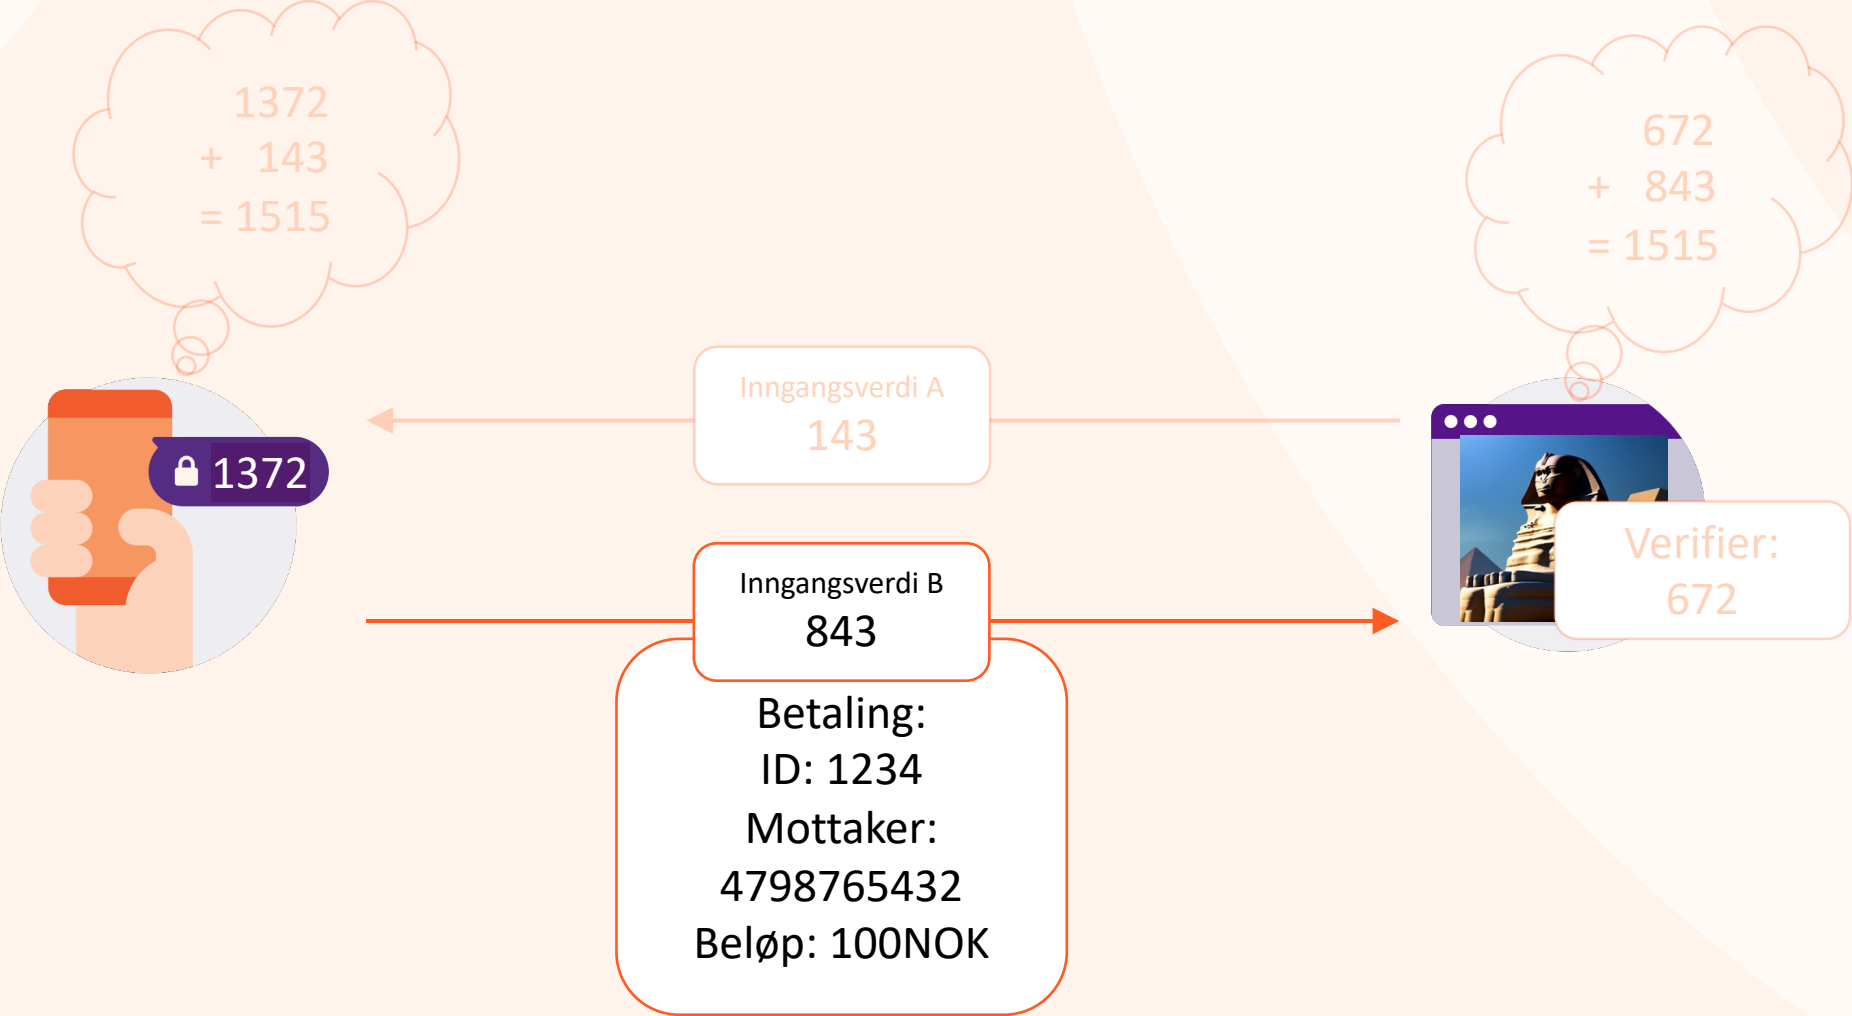 1372
+ 143
= 1515
672
+ 843
= 1515
Inngangsverdi A
143
1372
Verifier:
672
Inngangsverdi B
843
Betaling:
ID: 1234
Mottaker:
4798765432
Beløp: 100NOK